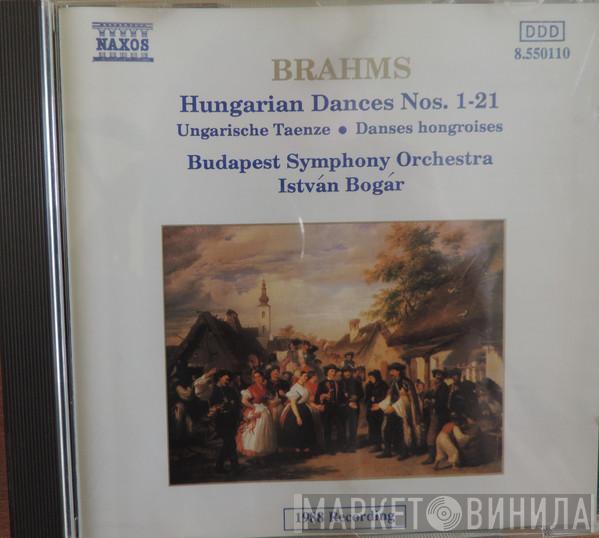 NAXOS
DDD
8.550110
BRAHMS
Hungarian Dances Nos. 1-21
Ungarische Taenze • Danses hongroises
Budapest Symphony Orchestra
István Bogár
1988 Recording
МАРКЕТ ВИНИЛА